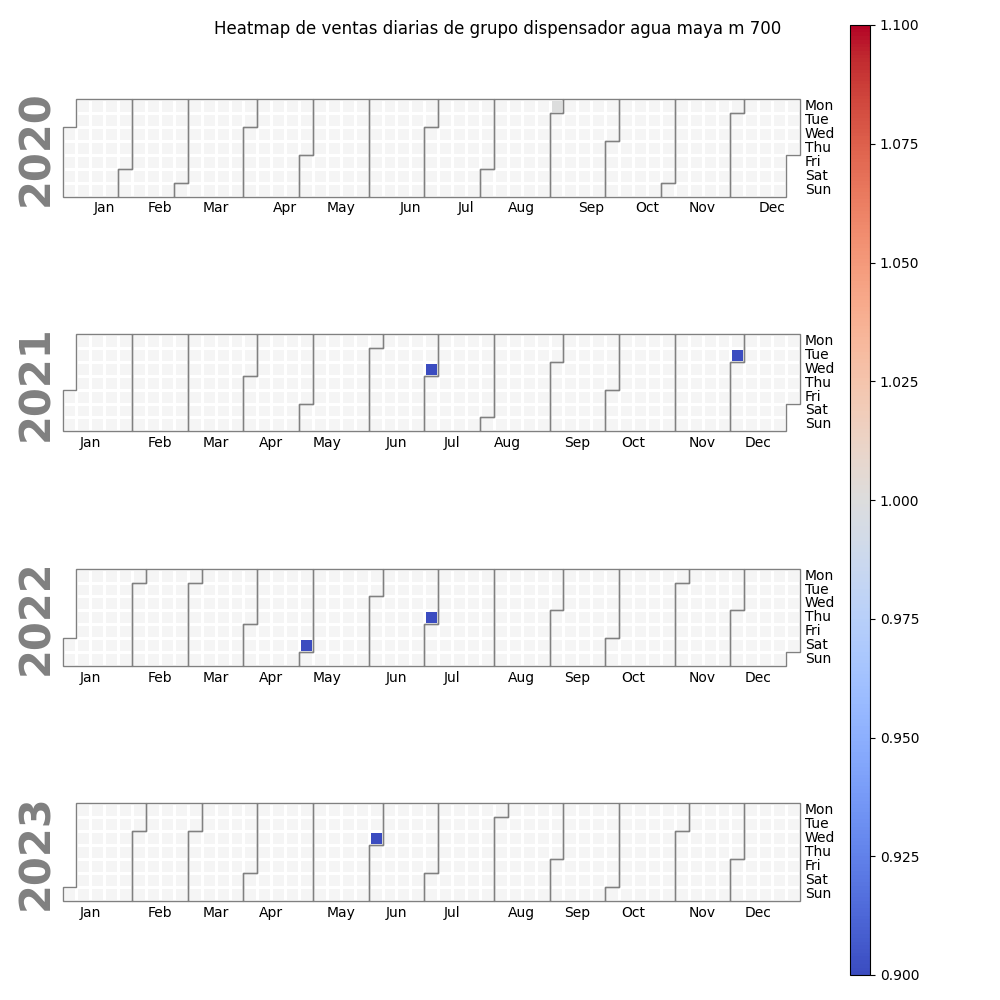 Heatmap de ventas diarias de grupo dispensador agua maya m 700
2020
Mon
Tue
Wed
Thu
Fri
Sat
Sun
Jan Feb Mar Apr May Jun Jul Aug Sep Oct Nov Dec
2021
Mon
Tue
Wed
Thu
Fri
Sat
Sun
Jan Feb Mar Apr May Jun Jul Aug Sep Oct Nov Dec
2022
Mon
Tue
Wed
Thu
Fri
Sat
Sun
Jan Feb Mar Apr May Jun Jul Aug Sep Oct Nov Dec
2023
Mon
Tue
Wed
Thu
Fri
Sat
Sun
Jan Feb Mar Apr May Jun Jul Aug Sep Oct Nov Dec
1.100
1.075
1.050
1.025
1.000
0.975
0.950
0.925
0.900